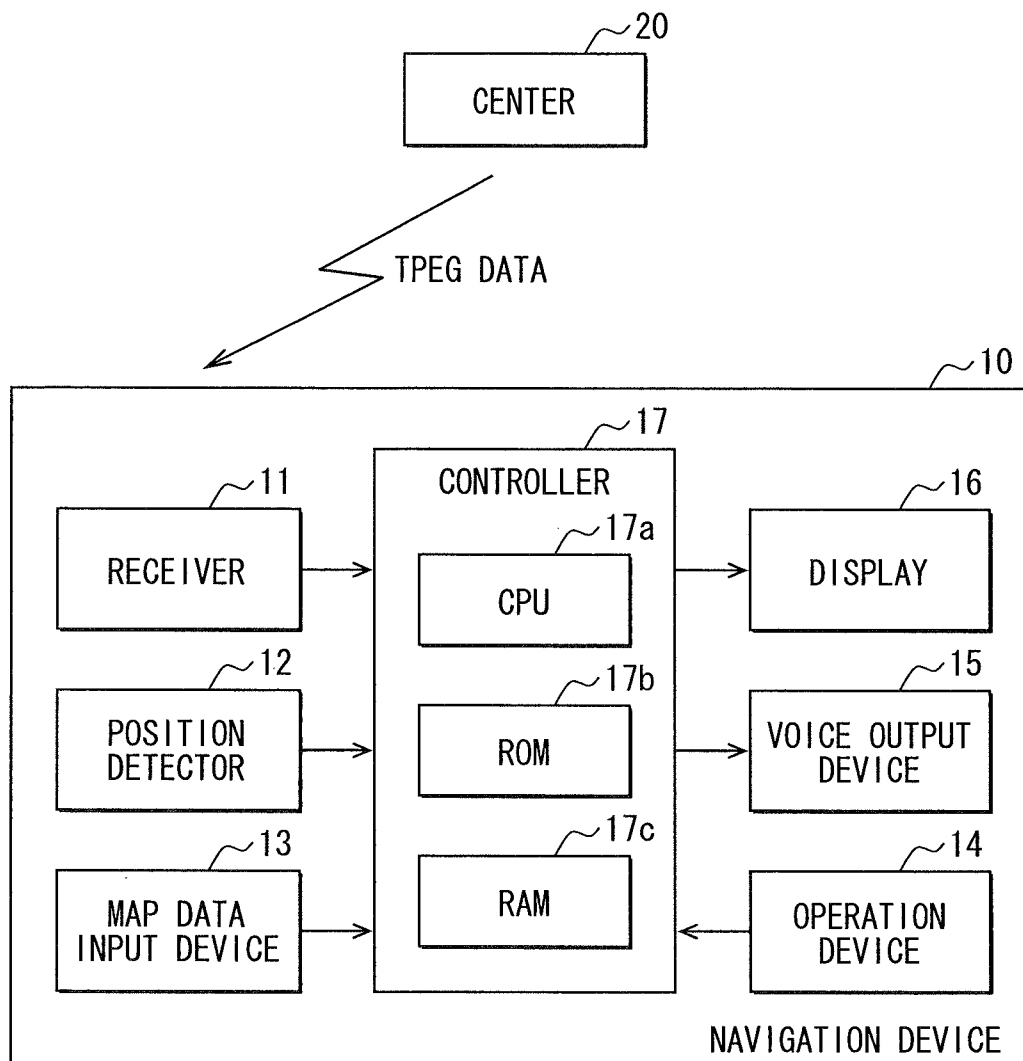 20
CENTER
TPEG DATA
10
17
CONTROLLER
11
RECEIVER
17a
CPU
16
DISPLAY
12
POSITION
DETECTOR
17b
ROM
15
VOICE OUTPUT
DEVICE
13
MAP DATA
INPUT DEVICE
17c
RAM
14
OPERATION
DEVICE
NAVIGATION DEVICE